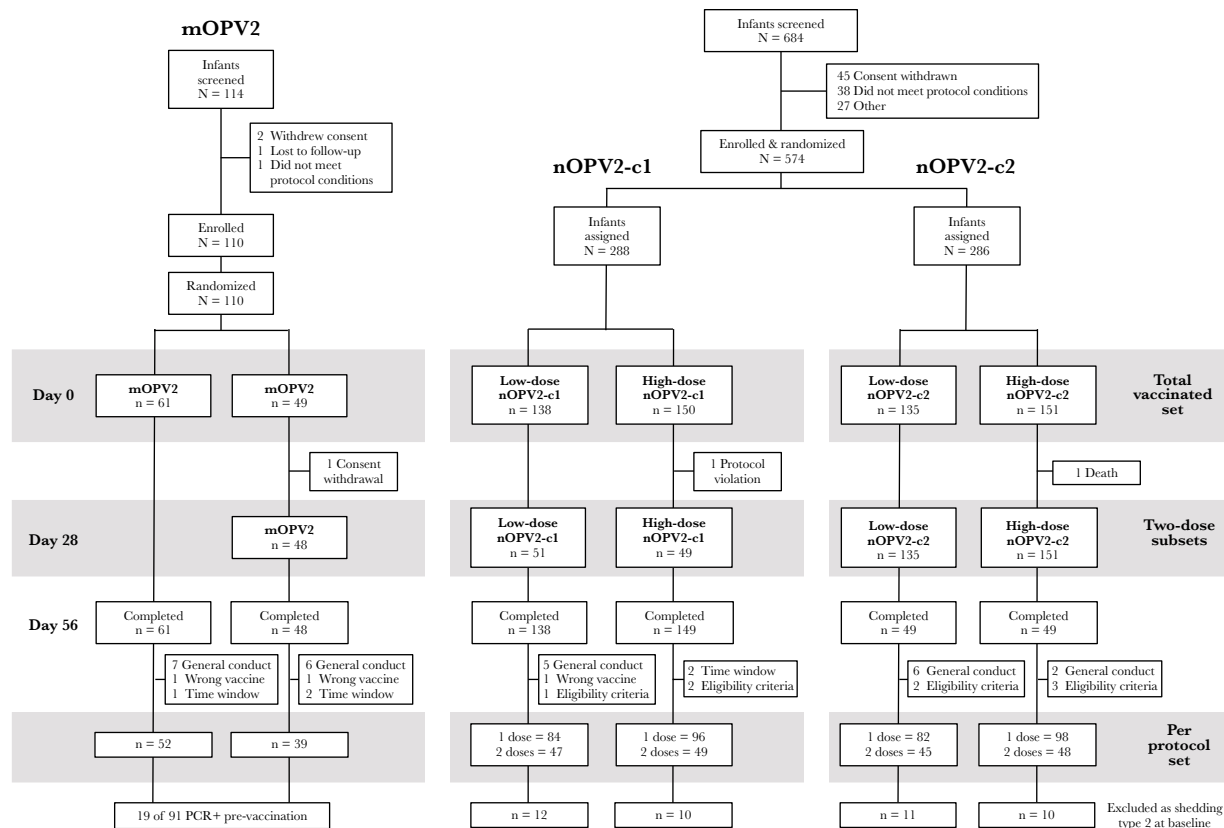 mOPV2
Infants
screened
N = 114
2 Withdrew consent
1 Lost to follow-up
1 Did not meet
protocol conditions
Enrolled
N = 110
Randomized
N = 110
Infants screened
N = 684
45 Consent withdrawn
38 Did not meet protocol conditions
27 Other
Enrolled & randomized
N = 574
nOPV2-c1
nOPV2-c2
Infants
assigned
N = 288
Infants
assigned
N = 286
Day 0
mOPV2
n = 61
mOPV2
n = 49
Low-dose
nOPV2-c1
n = 138
High-dose
nOPV2-c1
n = 150
Low-dose
nOPV2-c2
n = 135
High-dose
nOPV2-c2
n = 151
Total
vaccinated
set
1 Consent
withdrawal
1 Protocol
violation
1 Death
Day 28
mOPV2
n = 48
Low-dose
nOPV2-c1
n = 51
High-dose
nOPV2-c1
n = 49
Low-dose
nOPV2-c2
n = 135
High-dose
nOPV2-c2
n = 151
Two-dose
subsets
Day 56
Completed
n = 61
Completed
n = 48
Completed
n = 138
Completed
n = 149
Completed
n = 49
Completed
n = 49
7 General conduct
1 Wrong vaccine
1 Time window
6 General conduct
1 Wrong vaccine
2 Time window
5 General conduct
1 Wrong vaccine
1 Eligibility criteria
2 Time window
2 Eligibility criteria
6 General conduct
2 Eligibility criteria
2 General conduct
3 Eligibility criteria
n = 52
n = 39
1 dose = 84
2 doses = 47
1 dose = 96
2 doses = 49
1 dose = 82
2 doses = 45
1 dose = 98
2 doses = 48
Per
protocol
set
19 of 91 PCR+ pre-vaccination
n = 12
n = 10
n = 11
n = 10
Excluded as shedding
type 2 at baseline